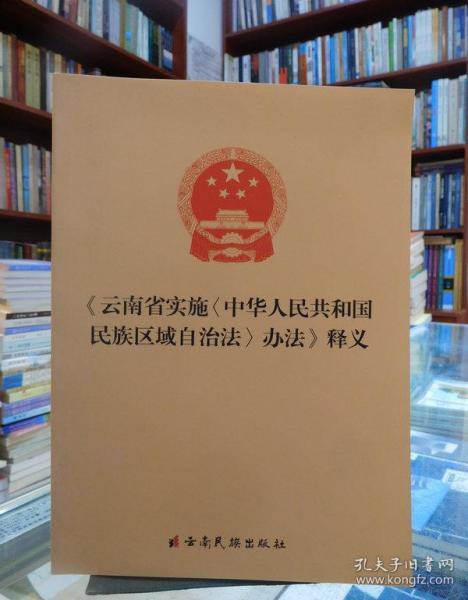 《云南省实施〈中华人民共和国
民族区域自治法〉办法》释义
云南民族出版社
孔夫子旧书网
www.kongfz.com